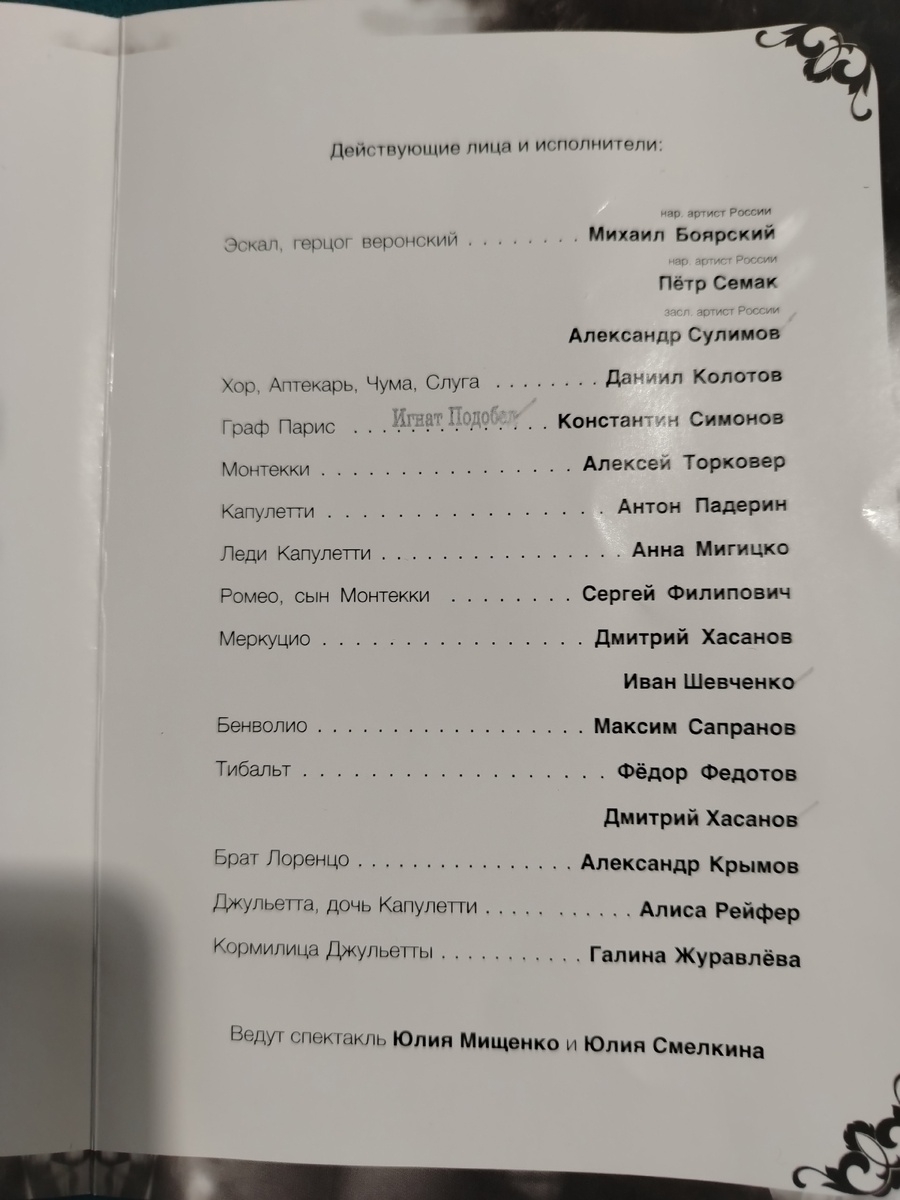 Действующие лица и исполнители:
нар. артист России
Эскал, герцог веронский . . . . . . . . Михаил Боярский
нар. артист России
Пётр Семак
засл. артист России
Александр Сулимов
Хор, Аптекарь, Чума, Слуга . . . . . . . . Даниил Колотов
Граф Парис . . . . . . . . . . . Игнат Подобед Константин Симонов
Монтекки . . . . . . . . . . . . . . . Алексей Торковер
Капулетти . . . . . . . . . . . . . . . . Антон Падерин
Леди Капулетти . . . . . . . . . . . . . . Анна Мигицко
Ромео, сын Монтекки . . . . . . . . Сергей Филипович
Меркуцио . . . . . . . . . . . . . . . . Дмитрий Хасанов
Иван Шевченко
Бенволио . . . . . . . . . . . . . . . . Максим Сапранов
Тибальт . . . . . . . . . . . . . . . . . . Фёдор Федотов
Дмитрий Хасанов
Брат Лоренцо . . . . . . . . . . . . . Александр Крымов
Джульетта, дочь Капулетти . . . . . . . . . . Алиса Рейфер
Кормилица Джульетты . . . . . . . . . . . Галина Журавлёва
Ведут спектакль Юлия Мищенко и Юлия Смелкина